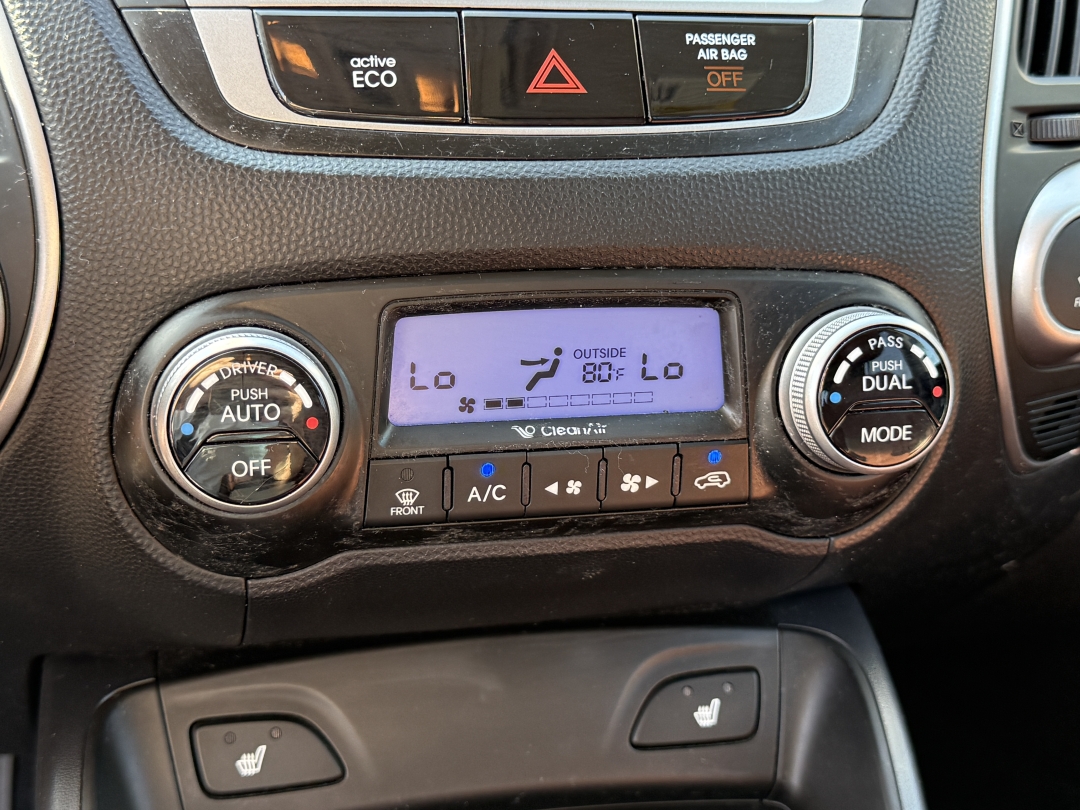 active
ECO
PASSENGER
AIR BAG
OFF
DRIVER
PUSH
AUTO
OFF
Lo
OUTSIDE
80F
Lo
CleanAir
FRONT
A/C
PASS
PUSH
DUAL
MODE